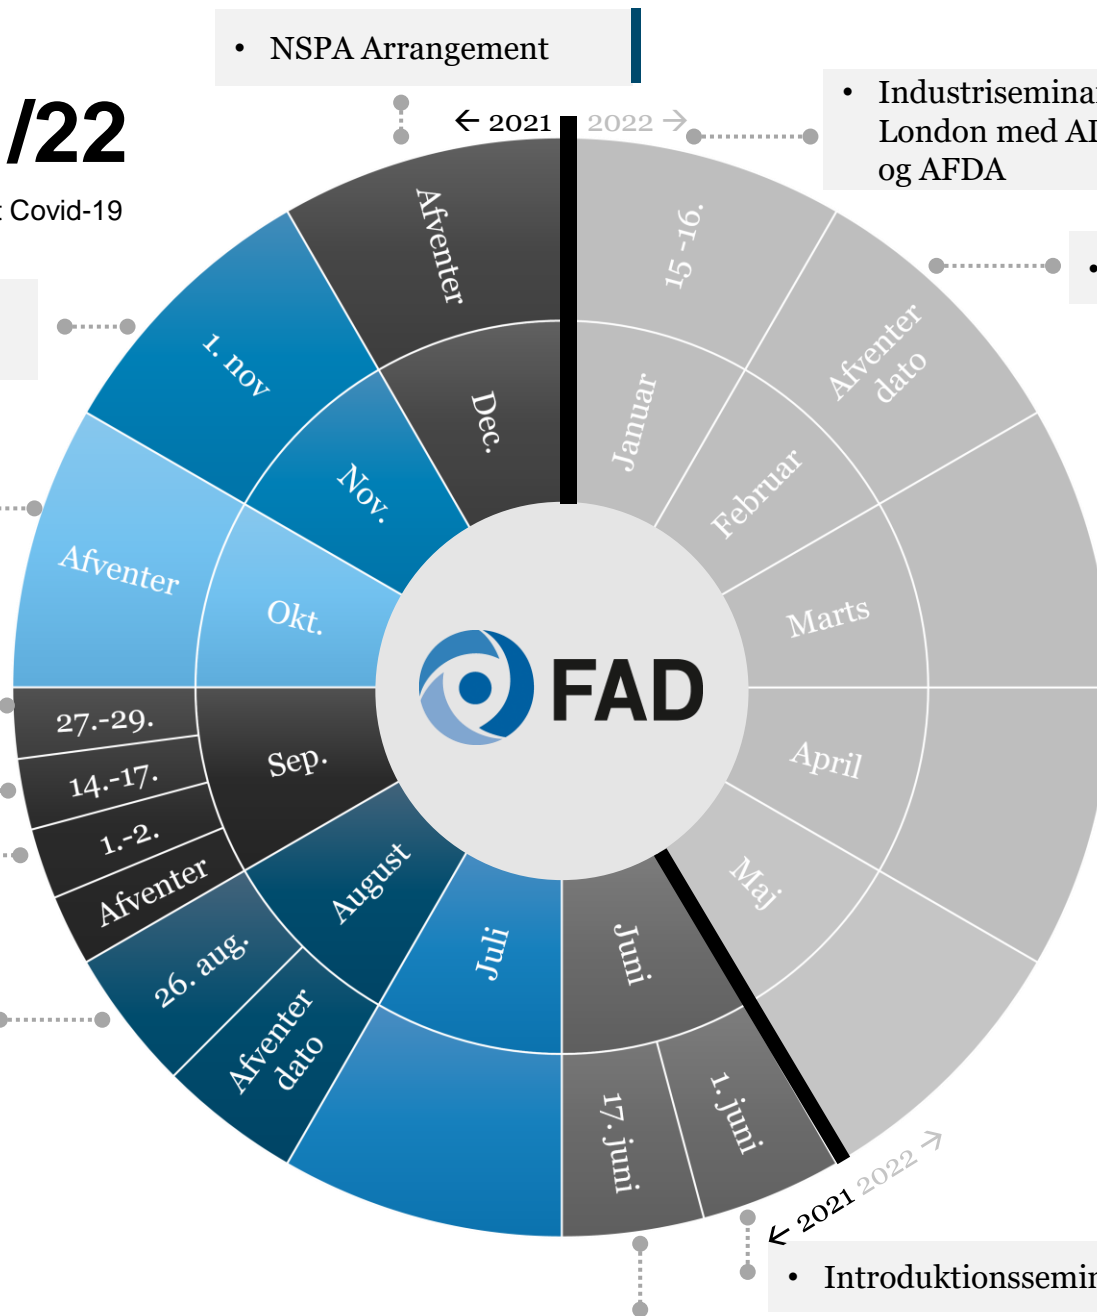 • NSPA Arrangement
/22
Covid-19
← 2021
2022 →
• Industriseminar
London med
og AFDA
•
Afventer
Dec.
15 -16.
Januar
Afventer
dato
Februar
Marts
April
Maj
1. nov
Nov.
Afventer
Okt.
27.-29.
14.-17.
1.-2.
Afventer
Sep.
26. aug.
Afventer
dato
August
Juli
Juni
17. juni
1. juni
FAD
← 2021 2022 →
• Introduktionssemin